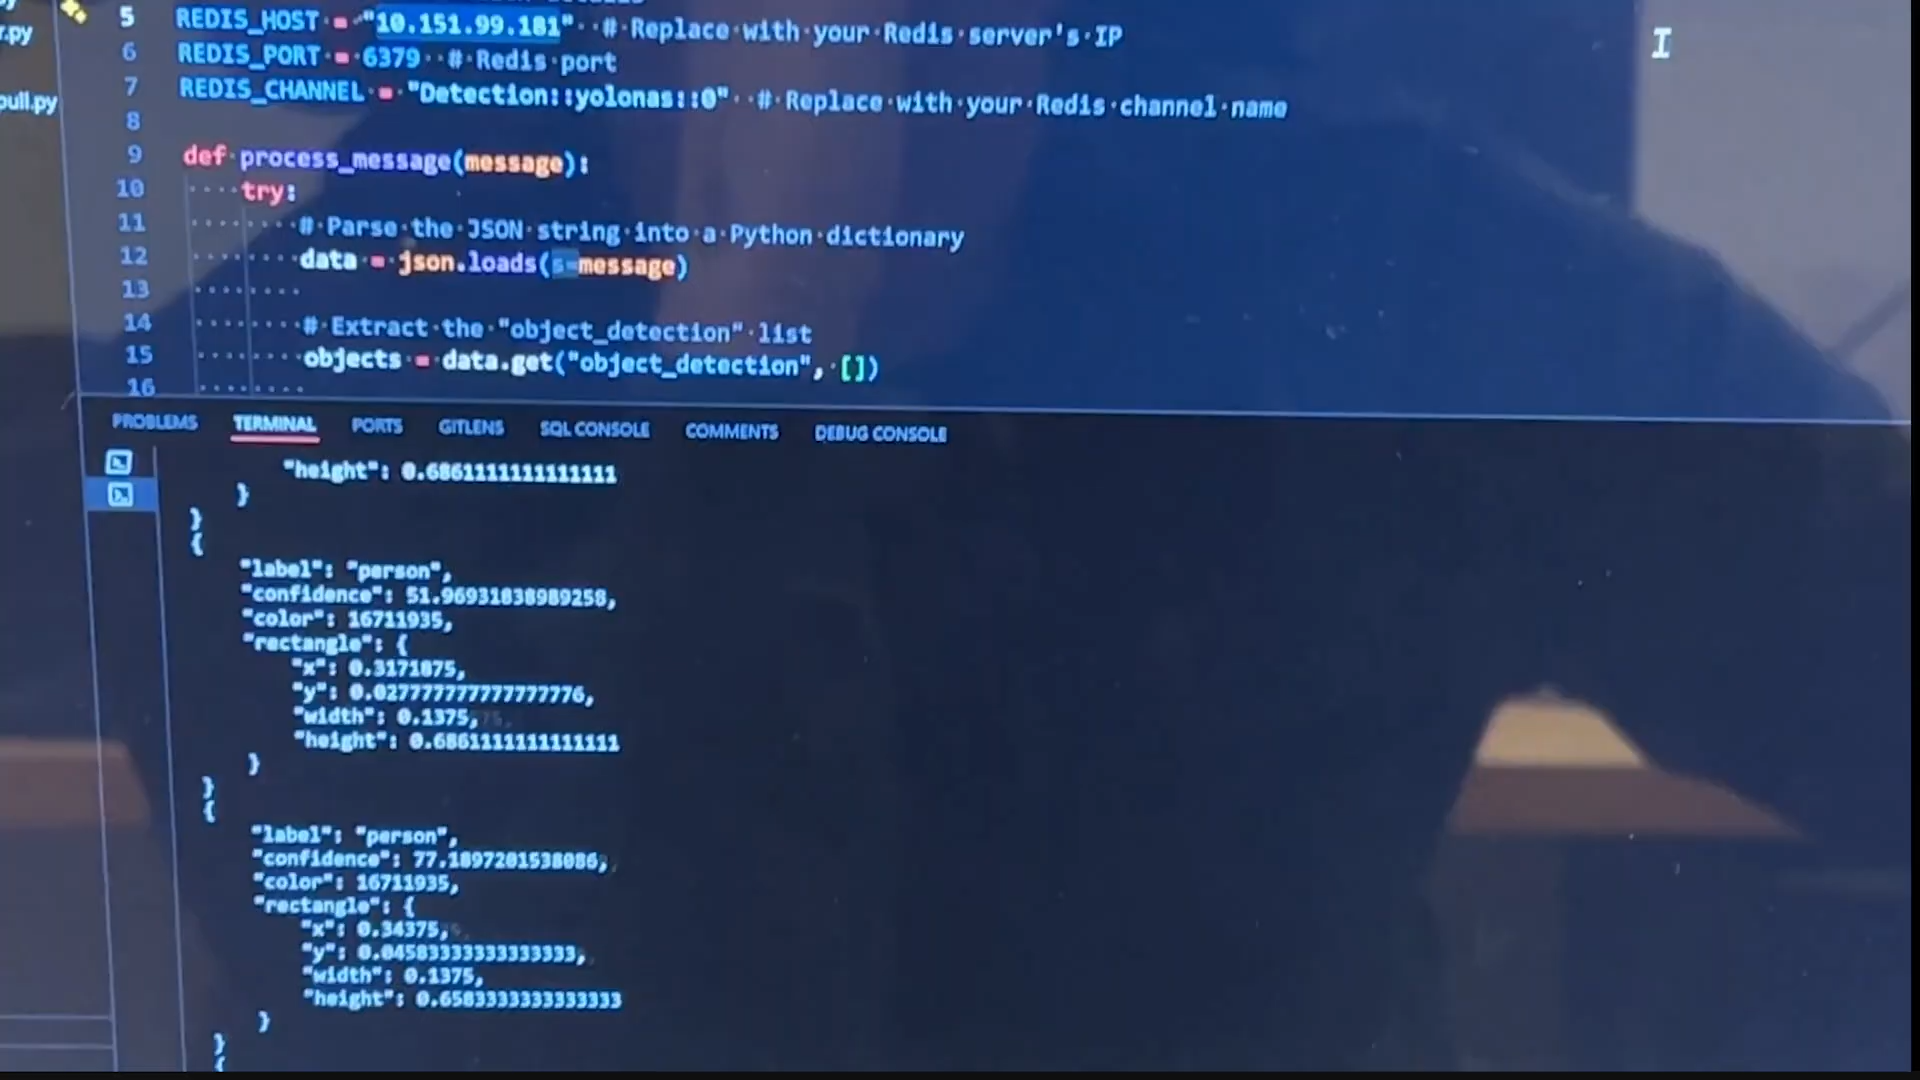 5 REDIS_HOST = "10.151.99.181" # Replace with your Redis server's IP
r.py
6 REDIS_PORT = 6379 # Redis port
7 REDIS_CHANNEL = "Detection::yolonas::0" # Replace with your Redis channel name
pull.py
8
9 def process_message(message):
10 try:
11 # Parse the JSON string into a Python dictionary
12 data = json.loads(s=message)
13
14 # Extract the "object_detection" list
15 objects = data.get("object_detection", [])
16
PROBLEMS TERMINAL PORTS GITLENS SQL CONSOLE COMMENTS DEBUG CONSOLE
"height": 0.6861111111111111
}
}
{
"label": "person",
"confidence": 51.96931838989258,
"color": 16711935,
"rectangle": {
"x": 0.3171875,
"y": 0.027777777777777776,
"width": 0.1375,
"height": 0.6861111111111111
}
}
{
"label": "person",
"confidence": 77.1897201538086,
"color": 16711935,
"rectangle": {
"x": 0.34375,
"y": 0.04583333333333333,
"width": 0.1375,
"height": 0.6583333333333333
}
}
{